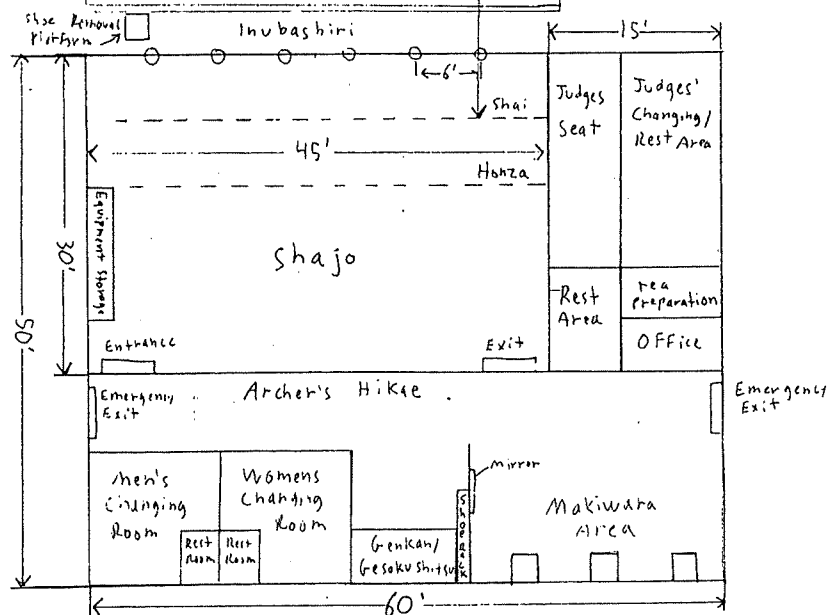 Shoe Removal
Platform
Inubashiri
15'
6'
Shai
Judges
Seat
Judges'
Changing/
Rest Area
45'
Honza
Equipment Storage
30'
Shajo
50'
Rest
Area
Tea
Preparation
Office
Entrance
Exit
Emergency
Exit
Archer's Hikae
Emergency
Exit
Men's
Changing
Room
Womens
Changing
Room
Mirror
Shoe Rack
Makiwara
Area
Rest
Room
Rest
Room
Genkan/
Gesokushitsu
60'